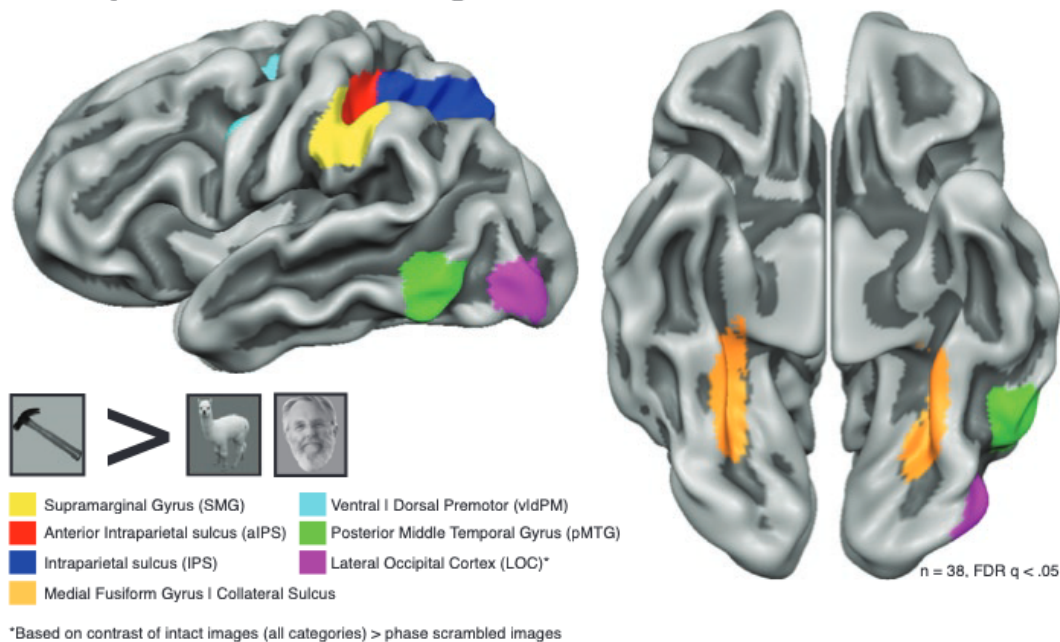 >
Supramarginal Gyrus (SMG)
Ventral | Dorsal Premotor (vldPM)
Anterior Intraparietal sulcus (aIPS)
Posterior Middle Temporal Gyrus (pMTG)
Intraparietal sulcus (IPS)
Lateral Occipital Cortex (LOC)*
Medial Fusiform Gyrus | Collateral Sulcus
n = 38, FDR q < .05
*Based on contrast of intact images (all categories) > phase scrambled images